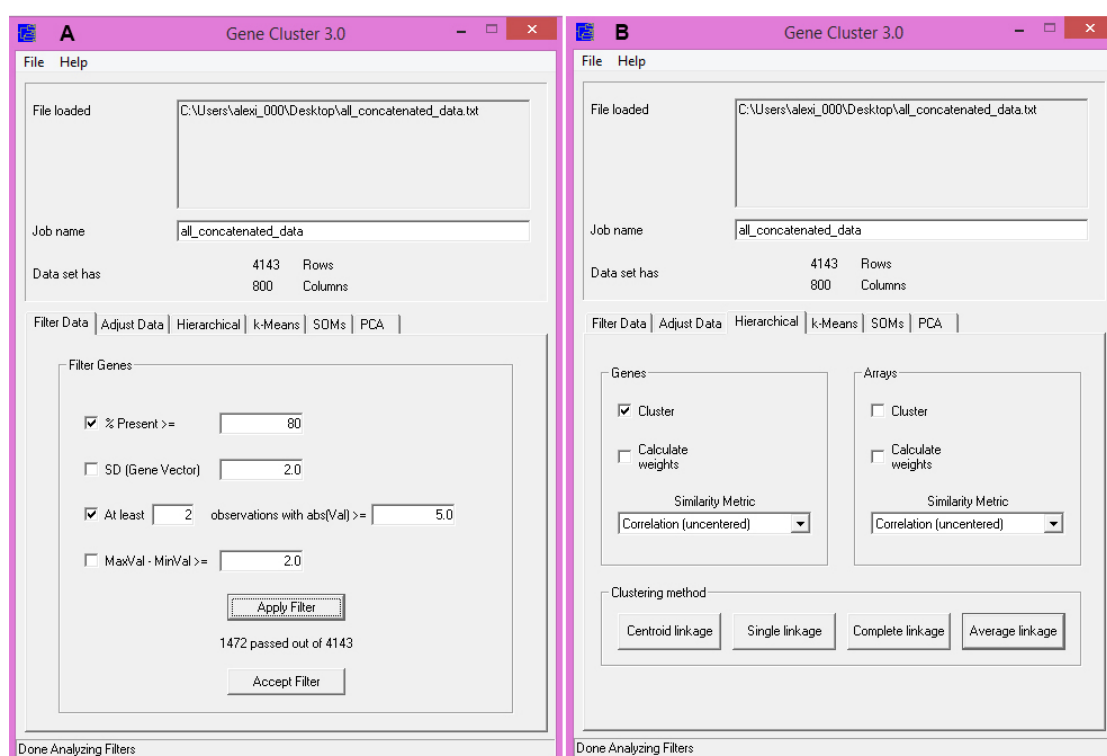 A Gene Cluster 3.0
File Help
File loaded C:\Users\alexi_000\Desktop\all_concatenated_data.txt
Job name all_concatenated_data
Data set has 4143 Rows
800 Columns
Filter Data Adjust Data Hierarchical k-Means SOMs PCA
Filter Genes
% Present >= 80
SD (Gene Vector) 2.0
At least 2 observations with abs(Val) >= 5.0
MaxVal - MinVal >= 2.0
Apply Filter
1472 passed out of 4143
Accept Filter
Done Analyzing Filters
B Gene Cluster 3.0
File Help
File loaded C:\Users\alexi_000\Desktop\all_concatenated_data.txt
Job name all_concatenated_data
Data set has 4143 Rows
800 Columns
Filter Data Adjust Data Hierarchical k-Means SOMs PCA
Genes
Cluster
Calculate
weights
Similarity Metric
Correlation (uncentered)
Arrays
Cluster
Calculate
weights
Similarity Metric
Correlation (uncentered)
Clustering method
Centroid linkage Single linkage Complete linkage Average linkage
Done Analyzing Filters